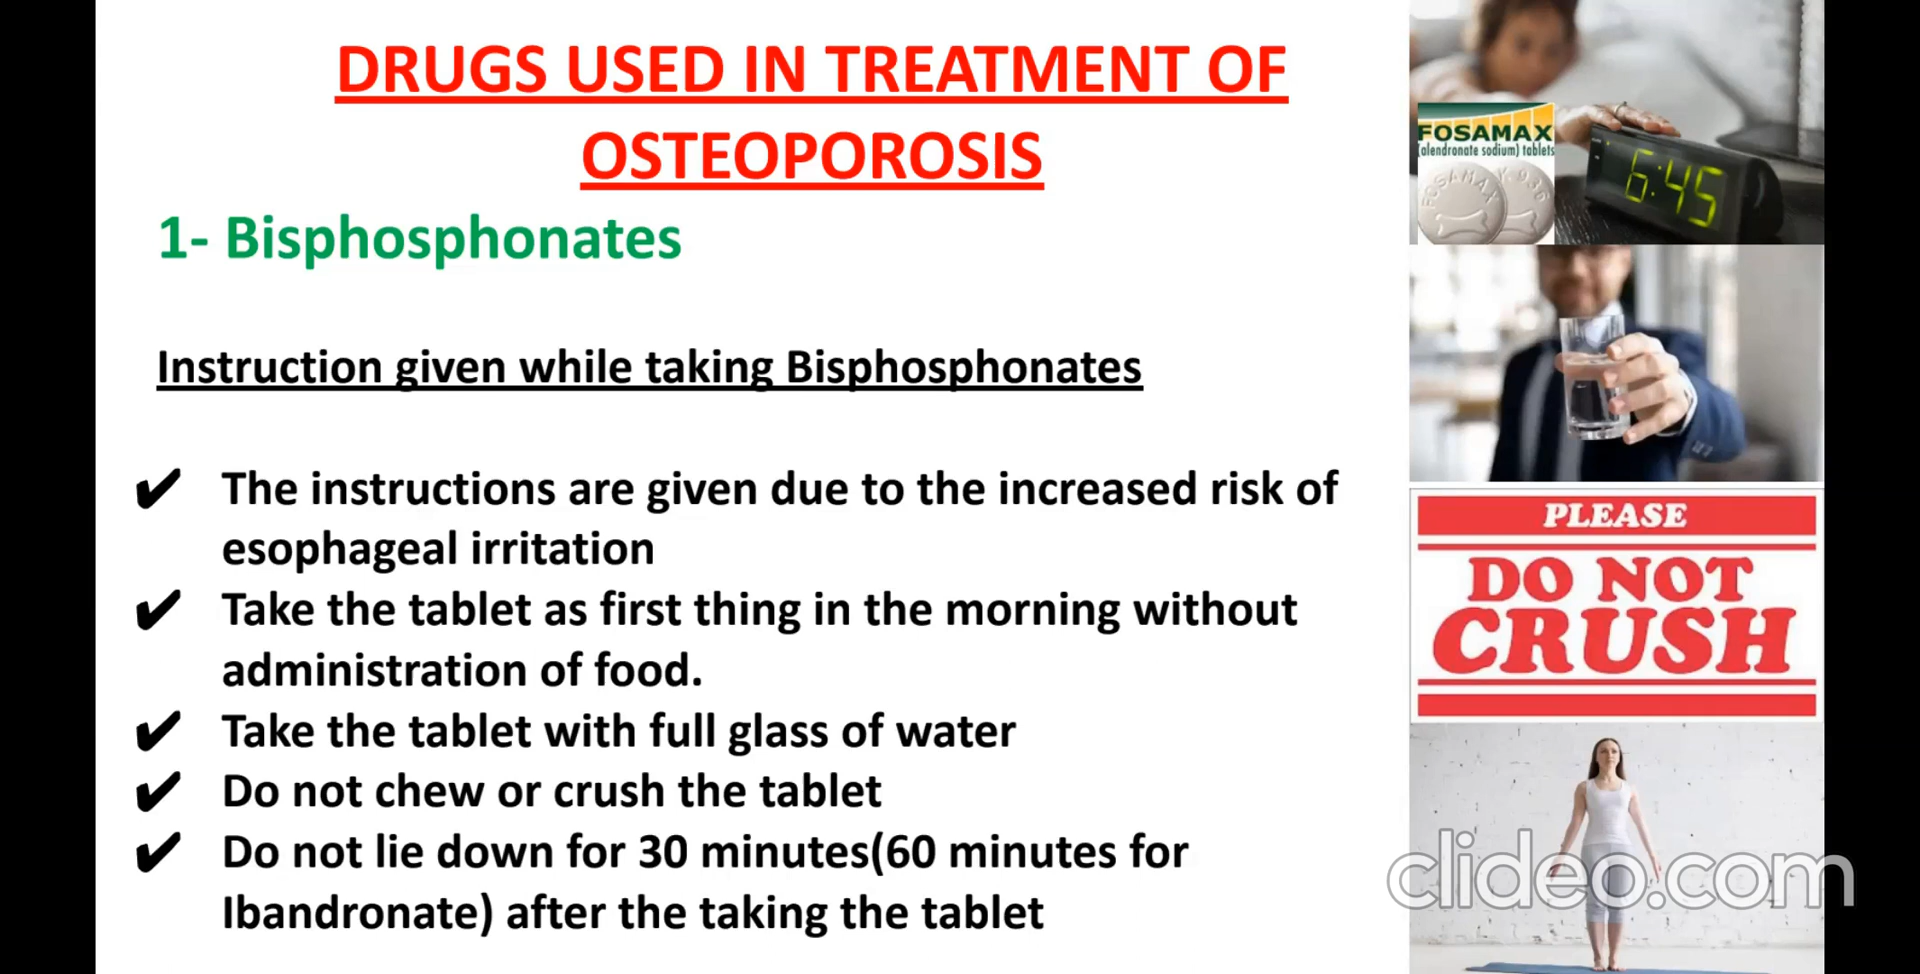 DRUGS USED IN TREATMENT OF
OSTEOPOROSIS
1- Bisphosphonates
Instruction given while taking Bisphosphonates
✔ The instructions are given due to the increased risk of
esophageal irritation
✔ Take the tablet as first thing in the morning without
administration of food.
✔ Take the tablet with full glass of water
✔ Do not chew or crush the tablet
✔ Do not lie down for 30 minutes(60 minutes for
Ibandronate) after the taking the tablet
FOSAMAX
(alendronate sodium) tablets
FOSAMAX
936
6:45
PLEASE
DO NOT
CRUSH
clideo.com